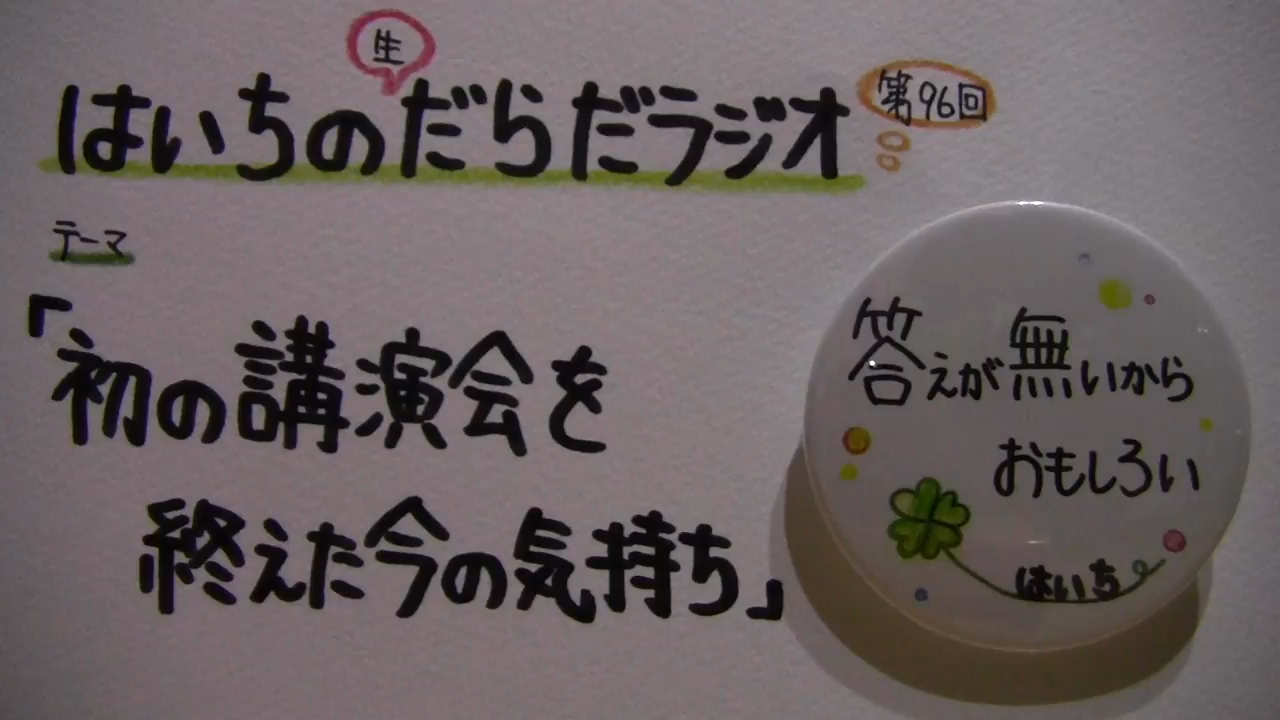 生
はいちのだらだラジオ
第96回
テーマ
「初の講演会を
終えた今の気持ち」
答えが無いから
おもしろい
はいち